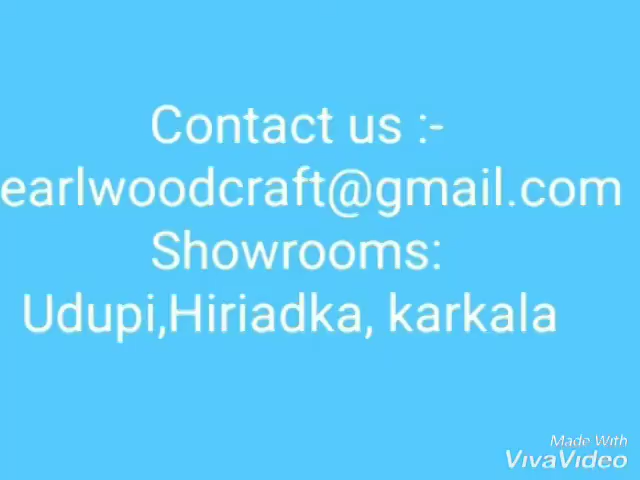 Contact us :-
earlwoodcraft@gmail.com
Showrooms:
Udupi,Hiriadka, karkala
Made With
VivaVideo